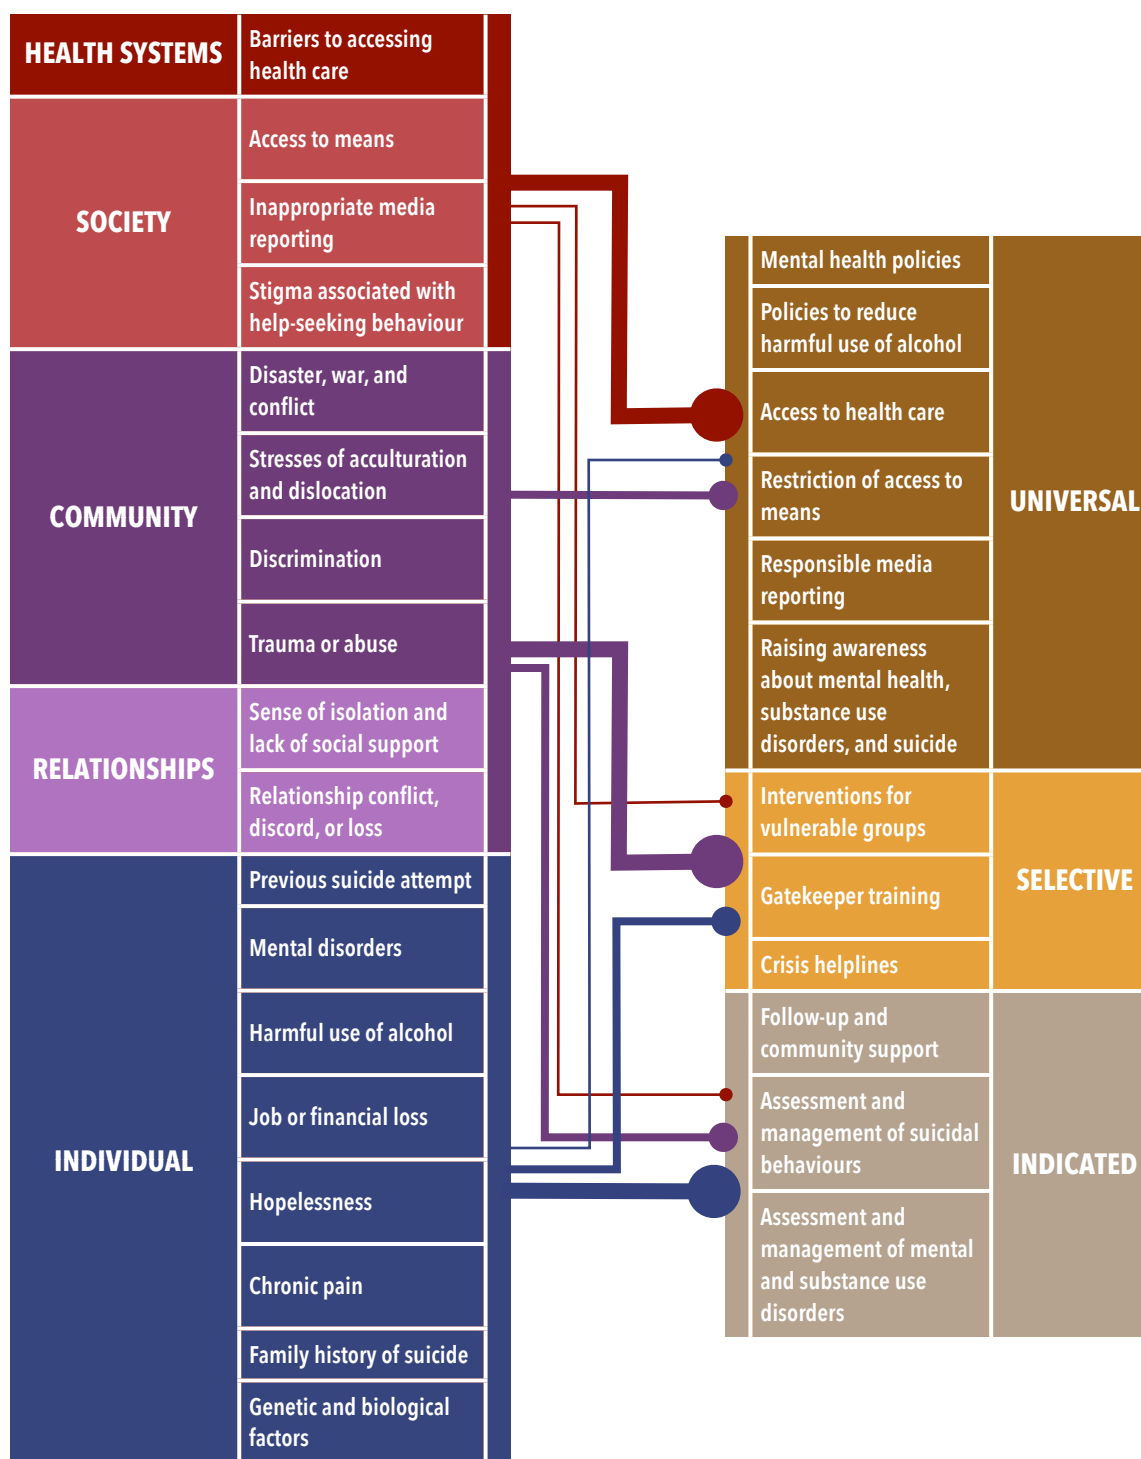 HEALTH SYSTEMS
Barriers to accessing
health care
SOCIETY
Access to means
Inappropriate media
reporting
Stigma associated with
help-seeking behaviour
COMMUNITY
Disaster, war, and
conflict
Stresses of acculturation
and dislocation
Discrimination
Trauma or abuse
RELATIONSHIPS
Sense of isolation and
lack of social support
Relationship conflict,
discord, or loss
INDIVIDUAL
Previous suicide attempt
Mental disorders
Harmful use of alcohol
Job or financial loss
Hopelessness
Chronic pain
Family history of suicide
Genetic and biological
factors
Mental health policies
Policies to reduce
harmful use of alcohol
Access to health care
Restriction of access to
means
Responsible media
reporting
Raising awareness
about mental health,
substance use
disorders, and suicide
UNIVERSAL
Interventions for
vulnerable groups
Gatekeeper training
Crisis helplines
SELECTIVE
Follow-up and
community support
Assessment and
management of suicidal
behaviours
Assessment and
management of mental
and substance use
disorders
INDICATED